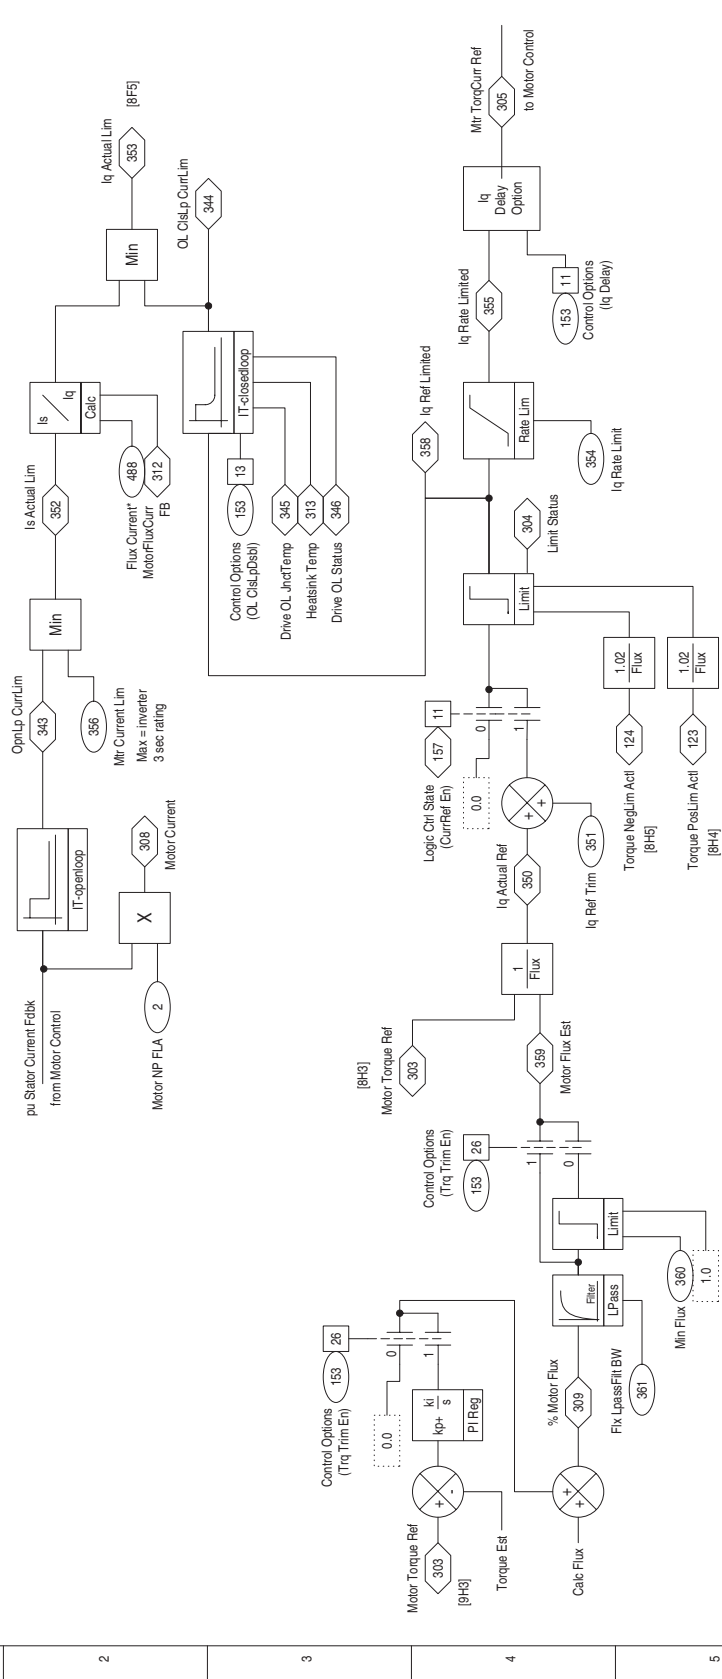 pu Stator Current Fdbk
from Motor Control
Motor NP FLA
2
X
308
Motor Current
IT-openloop
OpnLp CurrLim
343
356
Mtr Current Lim
Max = inverter
3 sec rating
Min
Is Actual Lim
352
Is
Iq
Calc
488
Flux Current*
312
MotorFluxCurr
FB
Min
Iq Actual Lim
353
[8F5]
OL ClsLp CurrLim
344
IT-closedloop
13
153
Control Options
(OL ClsLpDsbl)
345
Drive OL JnctTemp
313
Heatsink Temp
346
Drive OL Status
Motor Torque Ref
303
[9H3]
Torque Est
+
-
kp+
ki
s
PI Reg
Control Options
(Trq Trim En)
153
26
0.0
0
1
Calc Flux
+
+
% Motor Flux
309
Filter
LPass
Flx LpassFilt BW
361
Limit
Min Flux
360
1.0
Control Options
(Trq Trim En)
153
26
1
0
359
Motor Flux Est
[8H3]
Motor Torque Ref
303
1
Flux
Iq Actual Ref
350
+
+
351
Iq Ref Trim
Logic Ctrl State
(CurrRef En)
157
11
0.0
0
1
Limit
304
Limit Status
1.02
Flux
124
Torque NegLim Actl
[8H5]
1.02
Flux
123
Torque PosLim Actl
[8H4]
358
Iq Ref Limited
Rate Lim
354
Iq Rate Limit
Iq Rate Limited
355
Iq
Delay
Option
11
153
Control Options
(Iq Delay)
Mtr TorqCurr Ref
305
to Motor Control
2
3
4
5